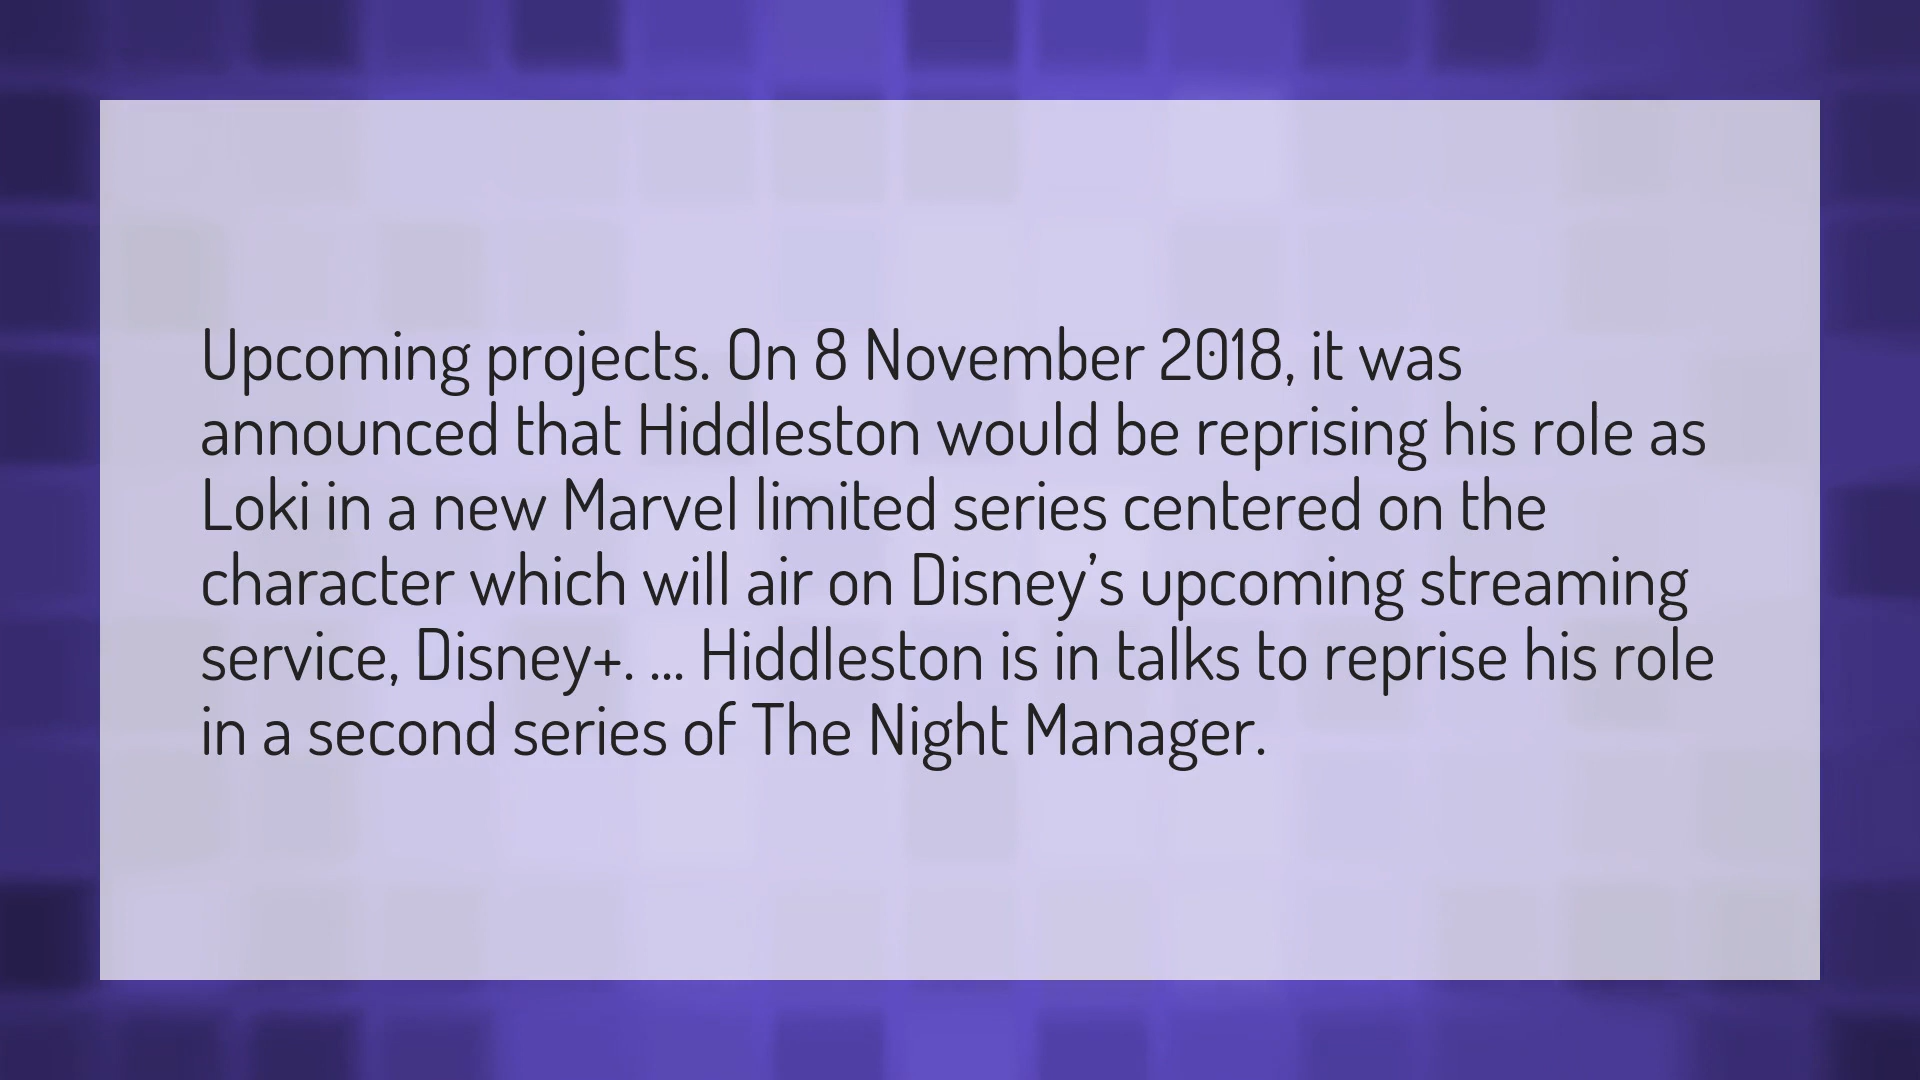 Upcoming projects. On 8 November 2018, it was
announced that Hiddleston would be reprising his role as
Loki in a new Marvel limited series centered on the
character which will air on Disney’s upcoming streaming
service, Disney+. ... Hiddleston is in talks to reprise his role
in a second series of The Night Manager.